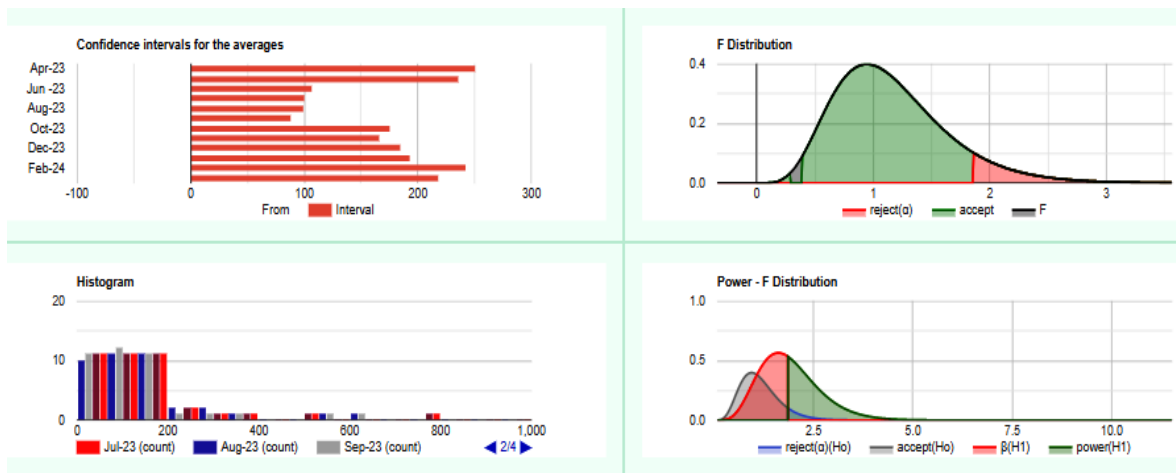 Confidence intervals for the averages
Apr-23
Jun -23
Aug-23
Oct-23
Dec-23
Feb-24
-100 0 100 200 300
From Interval
F Distribution
0.4
0.2
0.0
0 1 2 3
reject(α) accept F
Histogram
20
10
0
0 200 400 600 800 1,000
Jul-23 (count) Aug-23 (count) Sep-23 (count) ◀ 2/4 ▶
Power - F Distribution
1.0
0.5
0.0
2.5 5.0 7.5 10.0
reject(α)(Ho) accept(Ho) β(H1) power(H1)